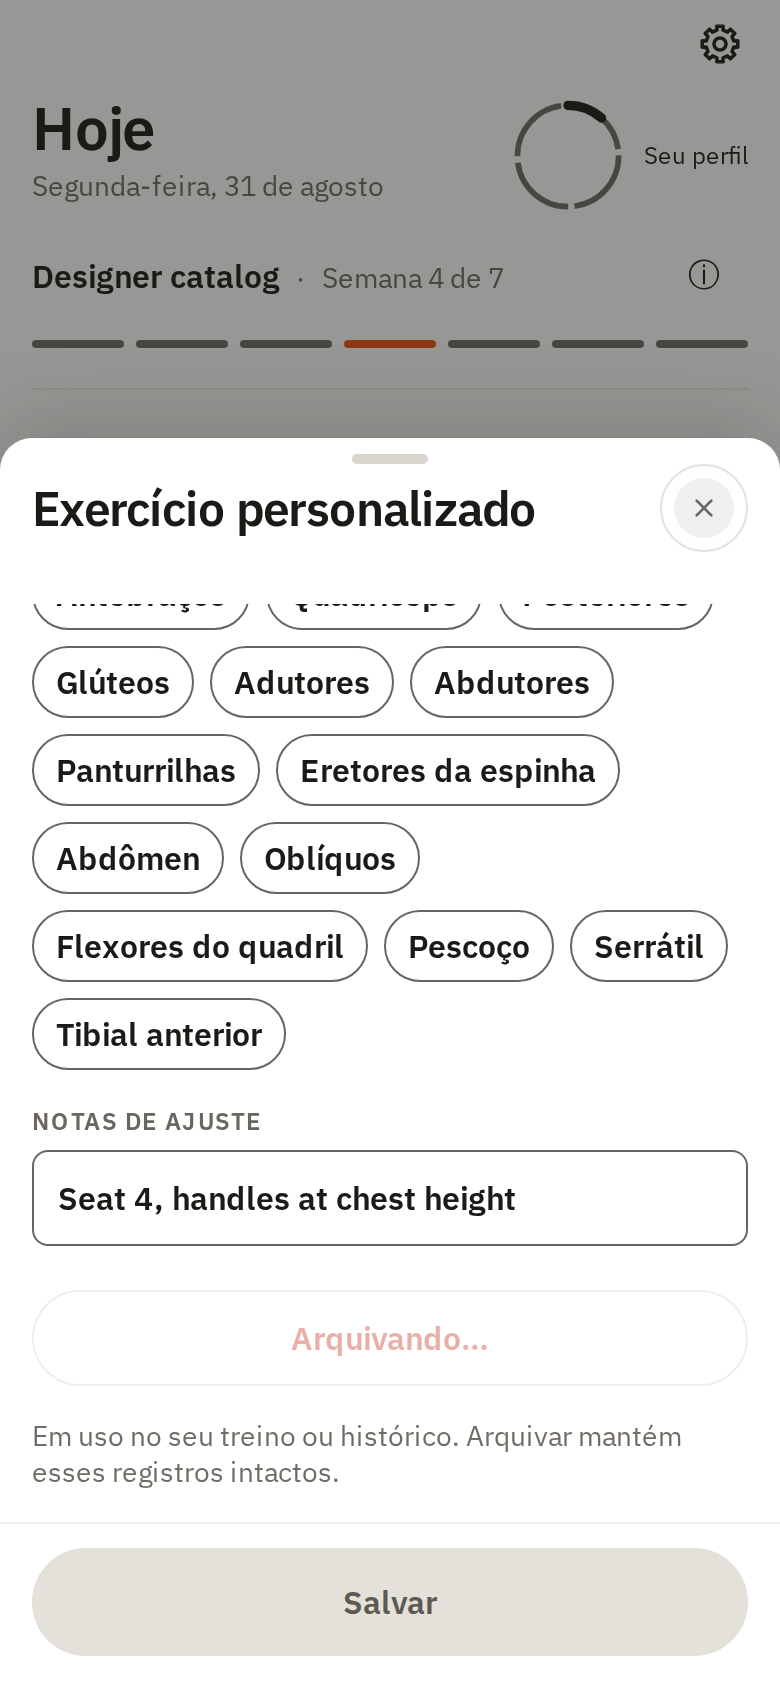 Hoje
Segunda-feira, 31 de agosto
Seu perfil
Designer catalog · Semana 4 de 7
Exercício personalizado
Glúteos Adutores Abdutores
Panturrilhas Eretores da espinha
Abdômen Oblíquos
Flexores do quadril Pescoço Serrátil
Tibial anterior
NOTAS DE AJUSTE
Seat 4, handles at chest height
Arquivando...
Em uso no seu treino ou histórico. Arquivar mantém
esses registros intactos.
Salvar